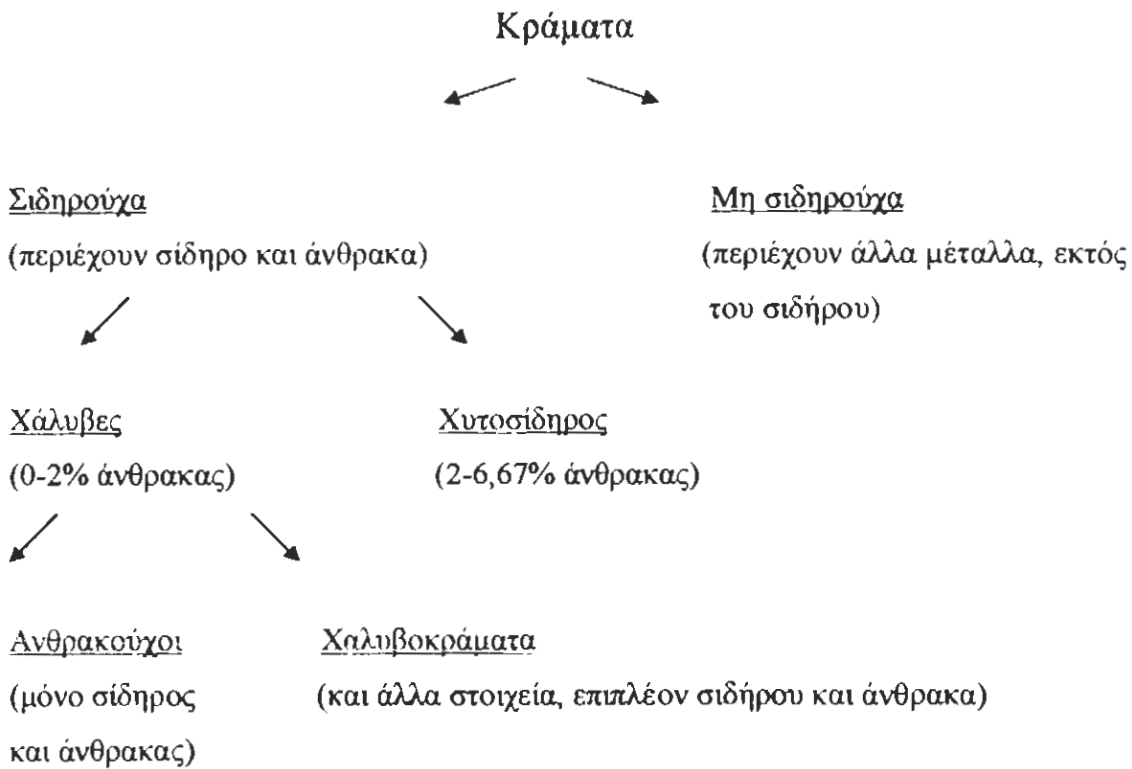 Κράματα
Σιδηρούχα
(περιέχουν σίδηρο και άνθρακα)
Μη σιδηρούχα
(περιέχουν άλλα μέταλλα, εκτός
του σιδήρου)
Χάλυβες
(0-2% άνθρακας)
Χυτοσίδηρος
(2-6,67% άνθρακας)
Ανθρακούχοι
(μόνο σίδηρος
και άνθρακας)
Χαλυβοκράματα
(και άλλα στοιχεία, επιπλέον σιδήρου και άνθρακα)